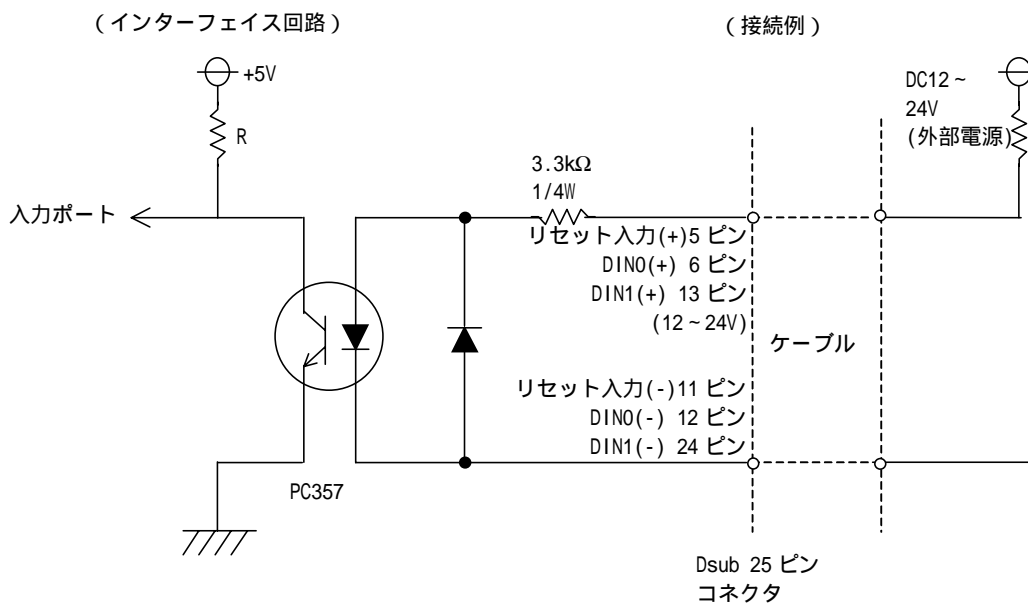 (インターフェイス回路)
(接続例)
+5V
R
DC12~
24V
(外部電源)
3.3kΩ
1/4W
入力ポート
リセット入力(+)5 ピン
DIN0(+) 6 ピン
DIN1(+) 13 ピン
(12~24V)
ケーブル
リセット入力(-)11 ピン
DIN0(-) 12 ピン
DIN1(-) 24 ピン
PC357
Dsub 25 ピン
コネクタ